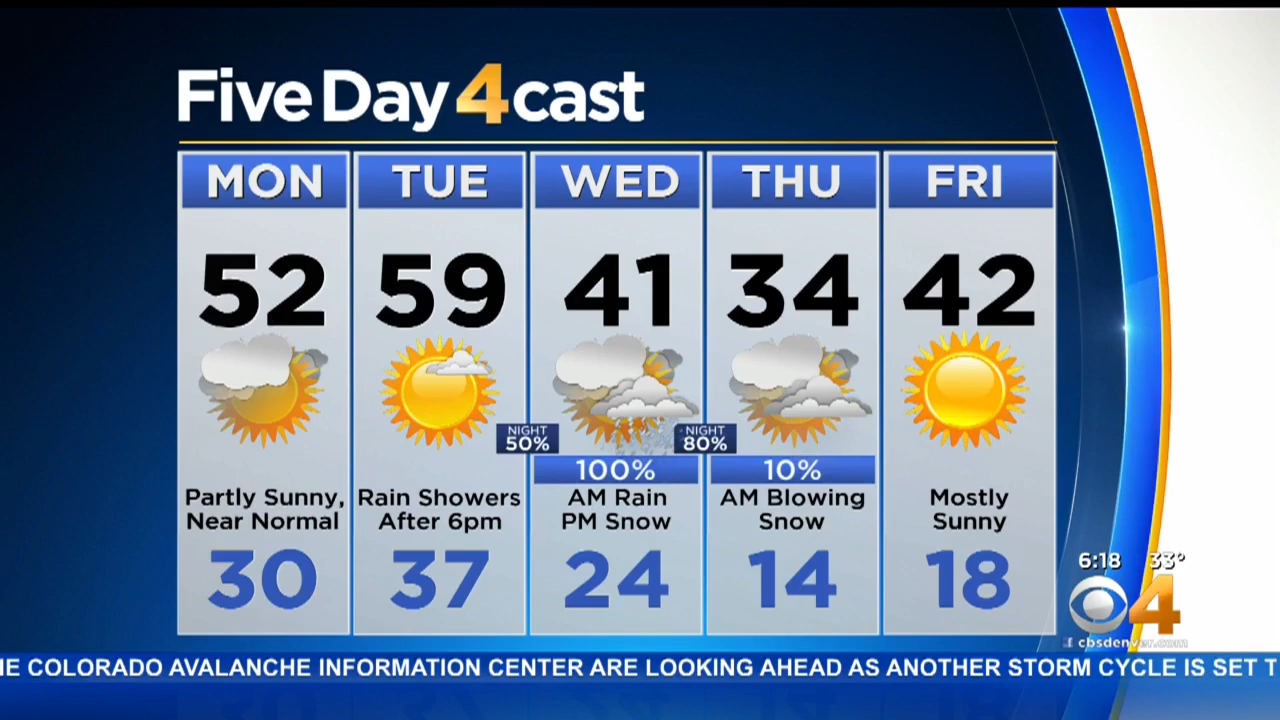 Five Day 4cast
MON TUE WED THU FRI
52 59 41 34 42
NIGHT 50%
NIGHT 80%
100% 10%
Partly Sunny,
Near Normal
Rain Showers
After 6pm
AM Rain
PM Snow
AM Blowing
Snow
Mostly
Sunny
30 37 24 14 18
6:18 33°
4
f cbsdenver.com
HE COLORADO AVALANCHE INFORMATION CENTER ARE LOOKING AHEAD AS ANOTHER STORM CYCLE IS SET T